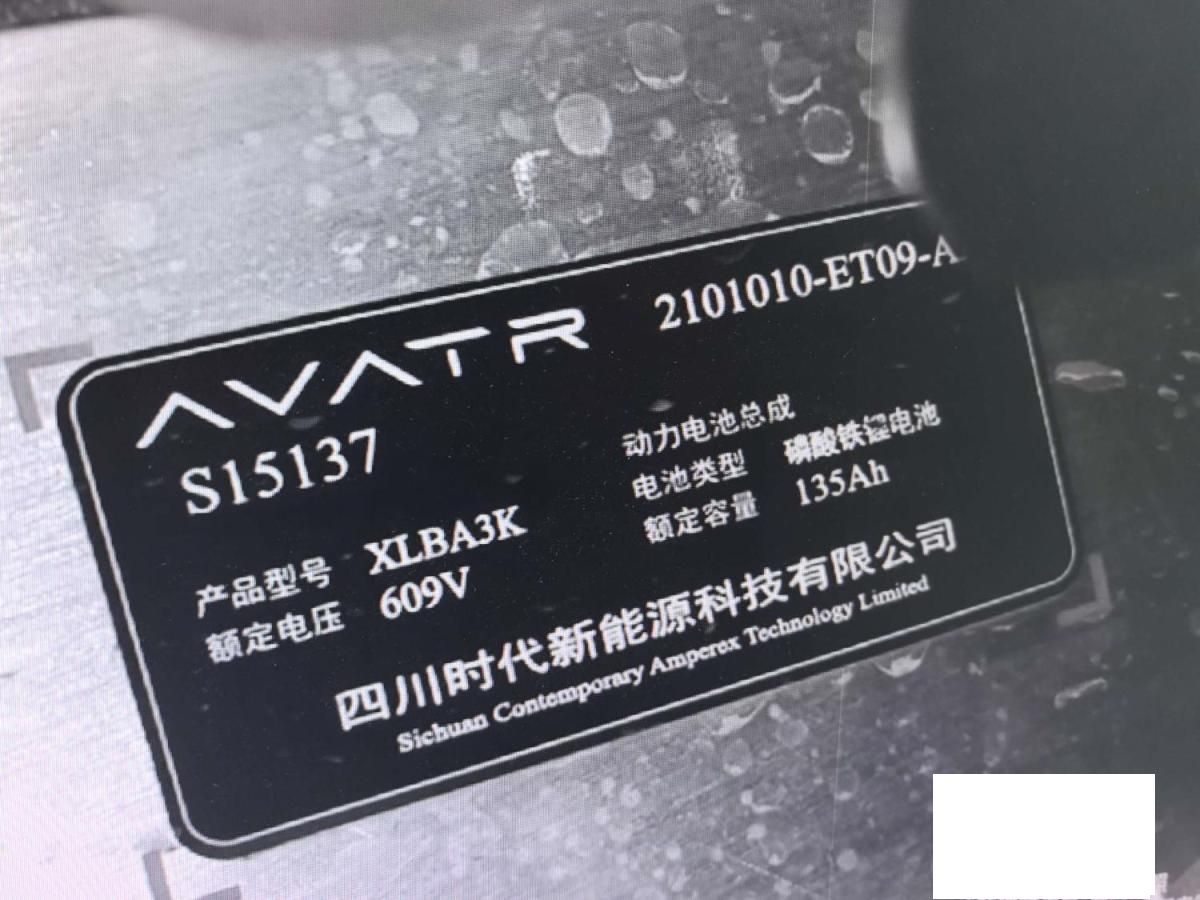 AVATR 2101010-ET09-A
S15137
动力电池总成
产品型号 XLBA3K 电池类型 磷酸铁锂电池
额定电压 609V 额定容量 135Ah
四川时代新能源科技有限公司
Sichuan Contemporary Amperex Technology Limited